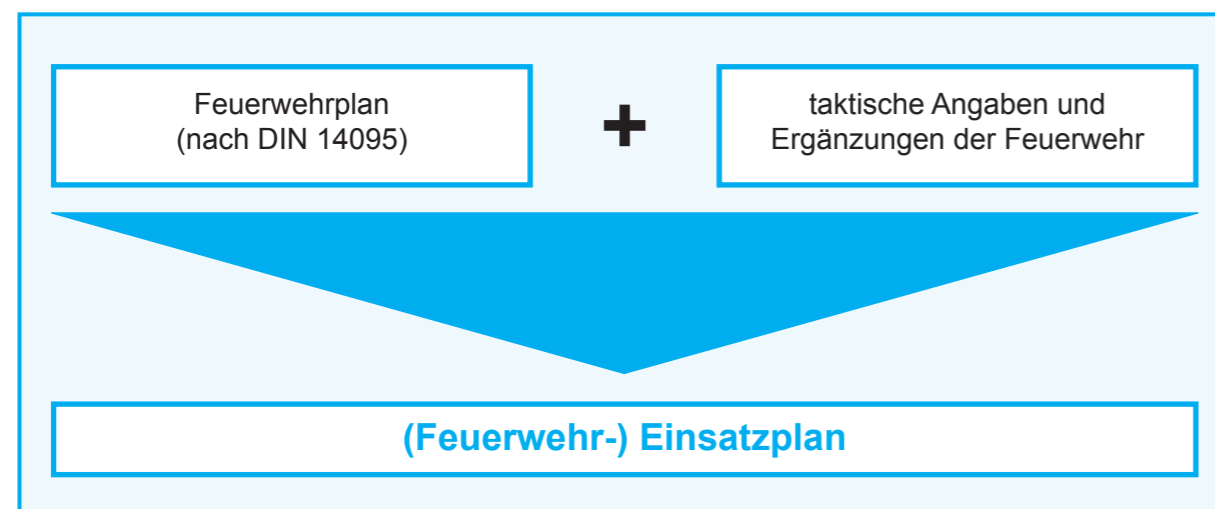 Feuerwehrplan
(nach DIN 14095)
+
taktische Angaben und
Ergänzungen der Feuerwehr
(Feuerwehr-) Einsatzplan